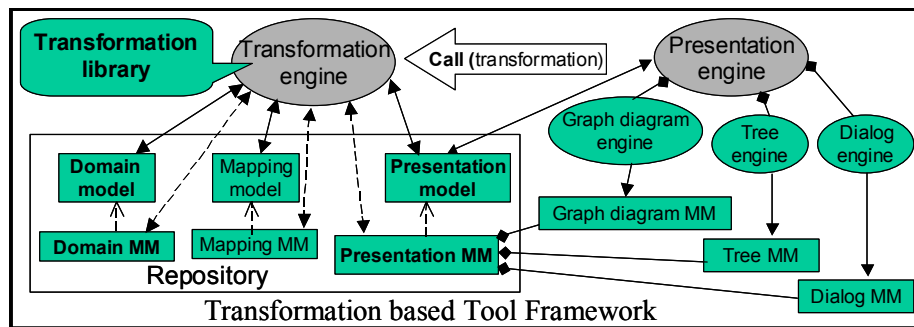 Transformation
library
Transformation
engine
Call (transformation)
Presentation
engine
Graph diagram
engine
Tree
engine
Dialog
engine
Domain
model
Mapping
model
Presentation
model
Graph diagram MM
Domain MM
Mapping MM
Presentation MM
Tree MM
Repository
Dialog MM
Transformation based Tool Framework